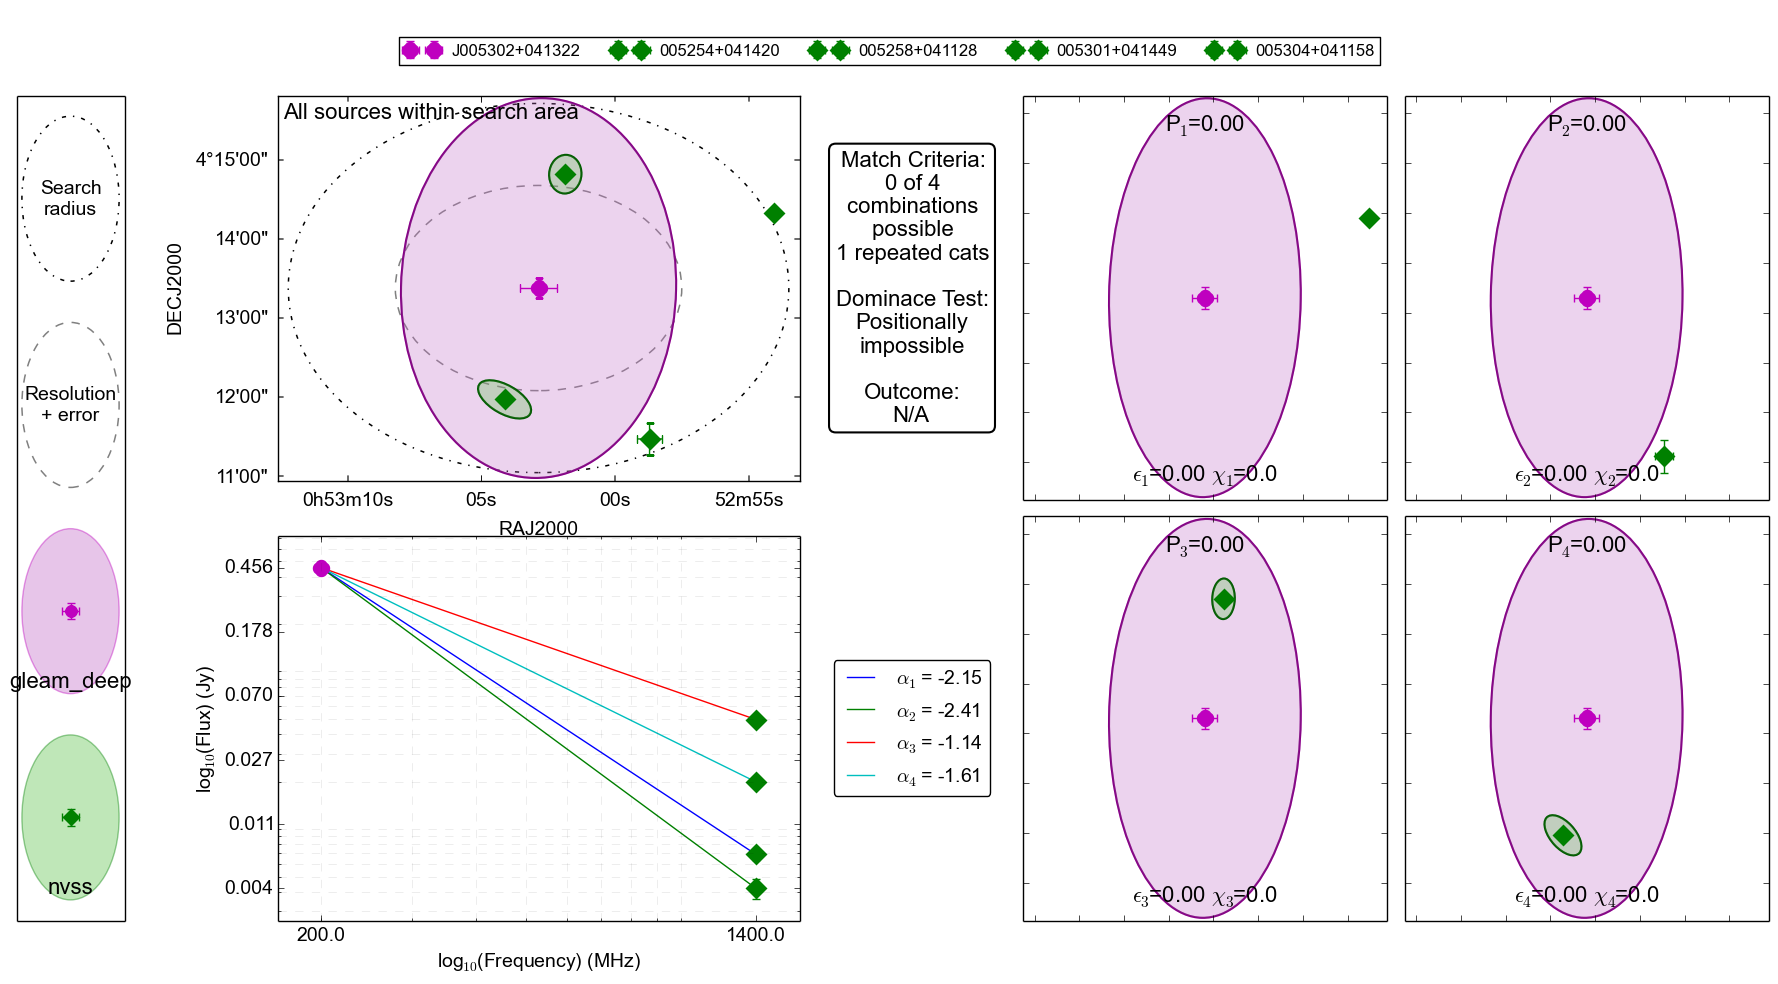 J005302+041322 005254+041420 005258+041128 005301+041449 005304+041158
Search
radius
Resolution
+ error
gleam_deep
nvss
All sources within search area
DECJ2000
4°15'00"
14'00"
13'00"
12'00"
11'00"
0h53m10s 05s 00s 52m55s
RAJ2000
Match Criteria:
0 of 4
combinations
possible
1 repeated cats
Dominace Test:
Positionally
impossible
Outcome:
N/A
P1=0.00
ϵ1=0.00 χ1=0.0
P2=0.00
ϵ2=0.00 χ2=0.0
log10(Flux) (Jy)
0.456
0.178
0.070
0.027
0.011
0.004
200.0 1400.0
log10(Frequency) (MHz)
α1 = -2.15
α2 = -2.41
α3 = -1.14
α4 = -1.61
P3=0.00
ϵ3=0.00 χ3=0.0
P4=0.00
ϵ4=0.00 χ4=0.0